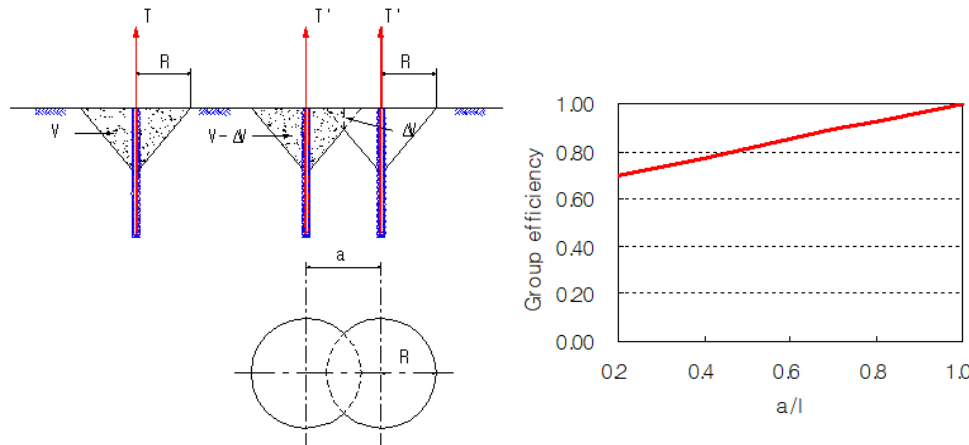 T
T'
T'
R
R
V
V - ΔV
ΔV
a
R
Group efficiency
1.00
0.80
0.60
0.40
0.20
0.00
0.2
0.4
0.6
0.8
1.0
a/l